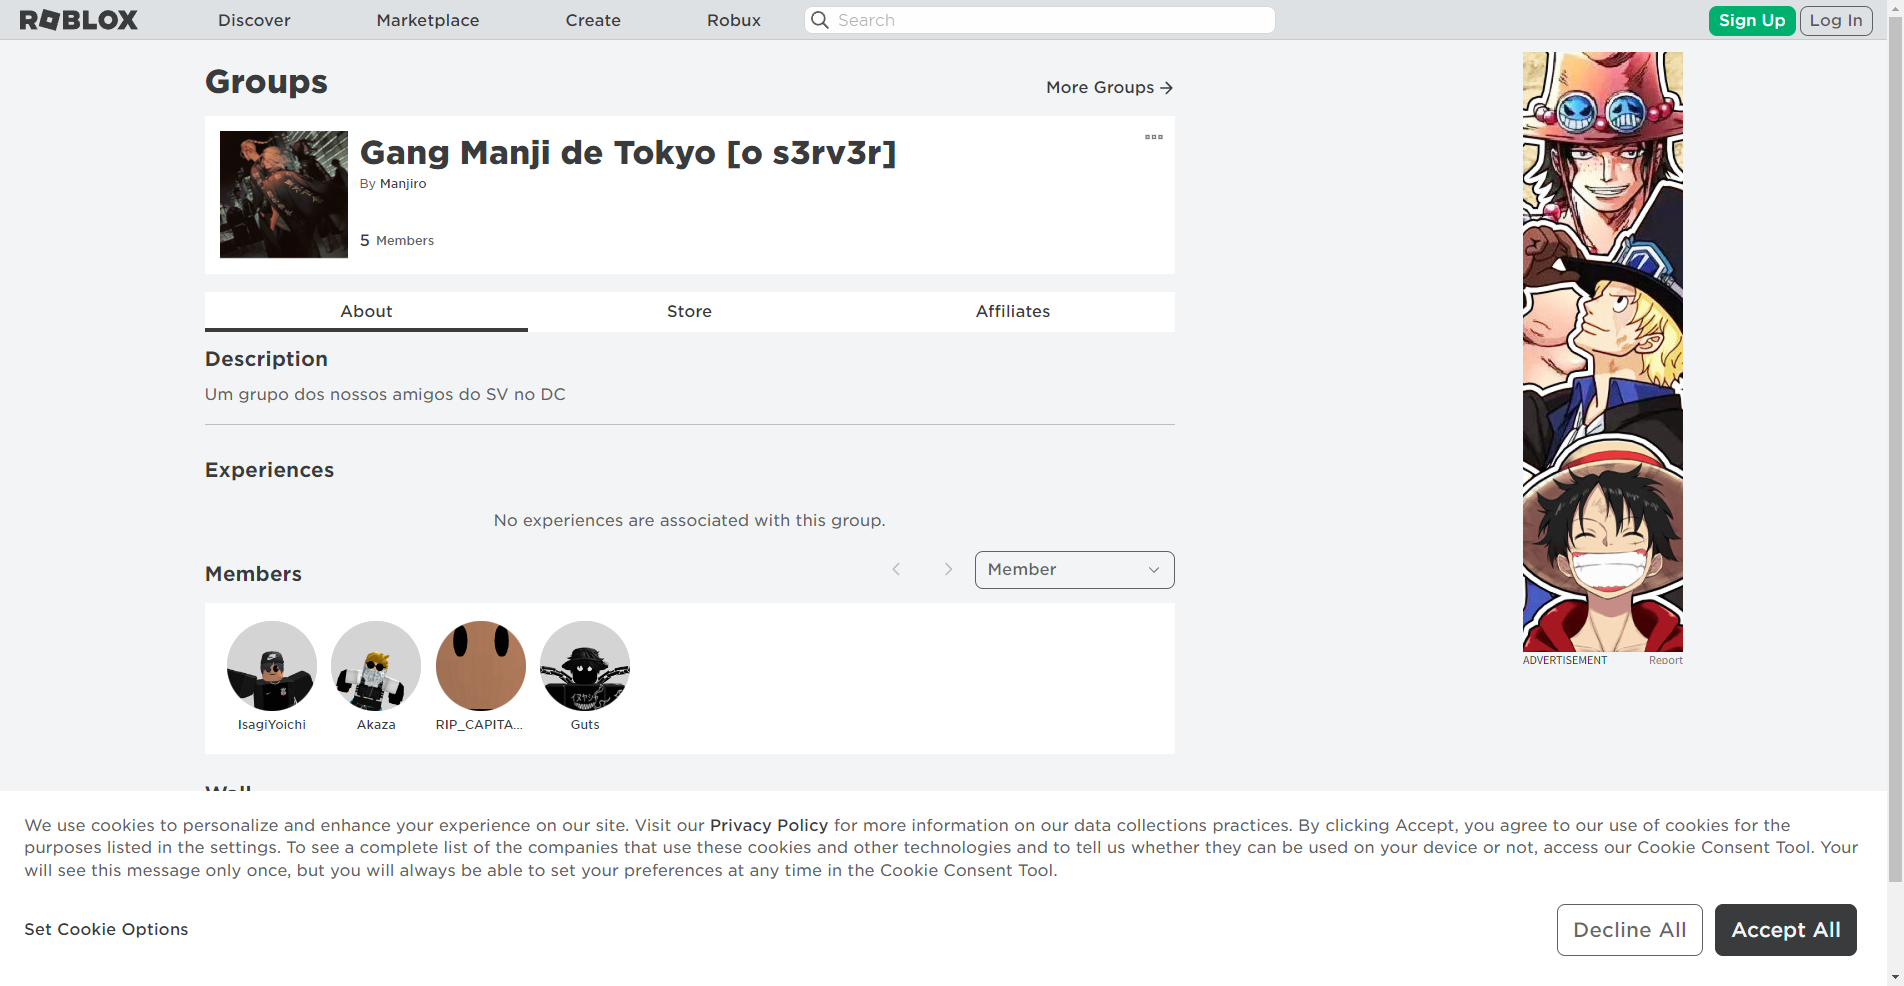 ROBLOX
Discover
Marketplace
Create
Robux
Search
Sign Up
Log In
Groups
More Groups
Gang Manji de Tokyo [o s3rv3r]
By Manjiro
5 Members
About
Store
Affiliates
Description
Um grupo dos nossos amigos do SV no DC
Experiences
No experiences are associated with this group.
Members
Member
IsagiYoichi
Akaza
RIP_CAPITA...
Guts
ADVERTISEMENT
Report
Wall
We use cookies to personalize and enhance your experience on our site. Visit our Privacy Policy for more information on our data collections practices. By clicking Accept, you agree to our use of cookies for the
purposes listed in the settings. To see a complete list of the companies that use these cookies and other technologies and to tell us whether they can be used on your device or not, access our Cookie Consent Tool. Your
will see this message only once, but you will always be able to set your preferences at any time in the Cookie Consent Tool.
Set Cookie Options
Decline All
Accept All